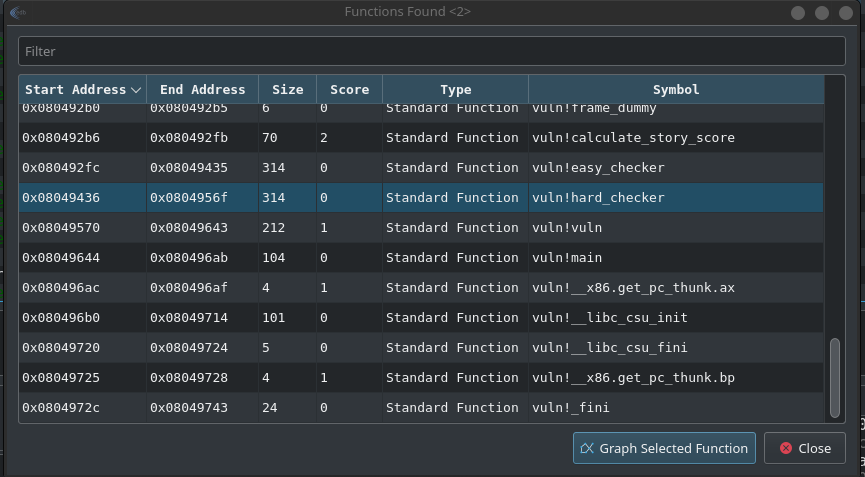 Functions Found <2>
Filter
Start Address End Address Size Score Type Symbol
0x080492b0 0x080492b5 6 0 Standard Function vuln!frame_dummy
0x080492b6 0x080492fb 70 2 Standard Function vuln!calculate_story_score
0x080492fc 0x08049435 314 0 Standard Function vuln!easy_checker
0x08049436 0x0804956f 314 0 Standard Function vuln!hard_checker
0x08049570 0x08049643 212 1 Standard Function vuln!vuln
0x08049644 0x080496ab 104 0 Standard Function vuln!main
0x080496ac 0x080496af 4 1 Standard Function vuln!__x86.get_pc_thunk.ax
0x080496b0 0x08049714 101 0 Standard Function vuln!__libc_csu_init
0x08049720 0x08049724 5 0 Standard Function vuln!__libc_csu_fini
0x08049725 0x08049728 4 1 Standard Function vuln!__x86.get_pc_thunk.bp
0x0804972c 0x08049743 24 0 Standard Function vuln!_fini
Graph Selected Function Close